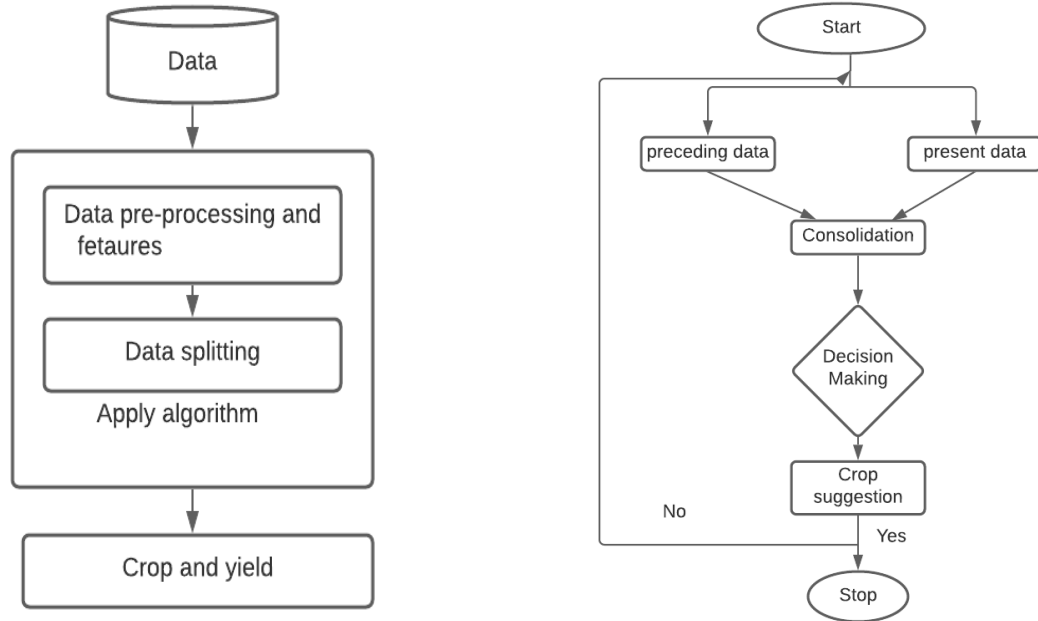 Data
Data pre-processing and
fetaures
Data splitting
Apply algorithm
Crop and yield
Start
preceding data
present data
Consolidation
Decision
Making
Crop
suggestion
No
Yes
Stop